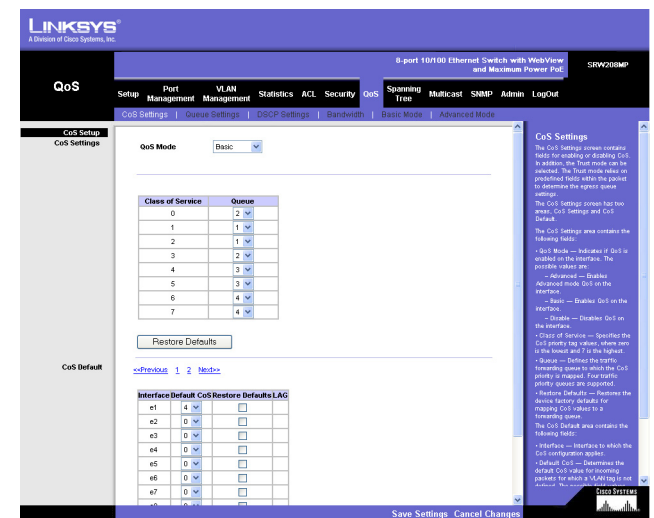 LINKSYS®
A Division of Cisco Systems, Inc.
8-port 10/100 Ethernet Switch with WebView
and Maximum Power PoE
SRW208MP
QoS
Setup Port Management VLAN Management Statistics ACL Security QoS Spanning Tree Multicast SNMP Admin LogOut
CoS Settings | Queue Settings | DSCP Settings | Bandwidth | Basic Mode | Advanced Mode
CoS Setup
CoS Settings
QoS Mode Basic
Class of Service Queue
0 2
1 1
2 1
3 2
4 3
5 3
6 4
7 4
Restore Defaults
CoS Default
<<Previous 1 2 Next>>
Interface Default CoS Restore Defaults LAG
e1 4
e2 0
e3 0
e4 0
e5 0
e6 0
e7 0
CoS Settings
The CoS Settings screen contains
fields for enabling or disabling CoS.
In addition, the Trust mode can be
selected. The Trust mode relies on
predefined fields within the packet
to determine the egress queue
settings.
The CoS Settings screen has two
areas, CoS Settings and CoS
Default.
The CoS Settings area contains the
following fields:
• QoS Mode — Indicates if QoS is
enabled on the interface. The
possible values are:
– Advanced — Enables
Advanced mode QoS on the
interface.
– Basic — Enables QoS on the
interface.
– Disable — Disables QoS on
the interface.
• Class of Service — Specifies the
CoS priority tag values, where zero
is the lowest and 7 is the highest.
• Queue — Defines the traffic
forwarding queue to which the CoS
priority is mapped. Four traffic
priority queues are supported.
• Restore Defaults — Restores the
device factory defaults for
mapping CoS values to a
forwarding queue.
The CoS Default area contains the
following fields:
• Interface — Interface to which the
CoS configuration applies.
• Default CoS — Determines the
default CoS value for incoming
packets for which a VLAN tag is not
CISCO SYSTEMS
Save Settings Cancel Changes